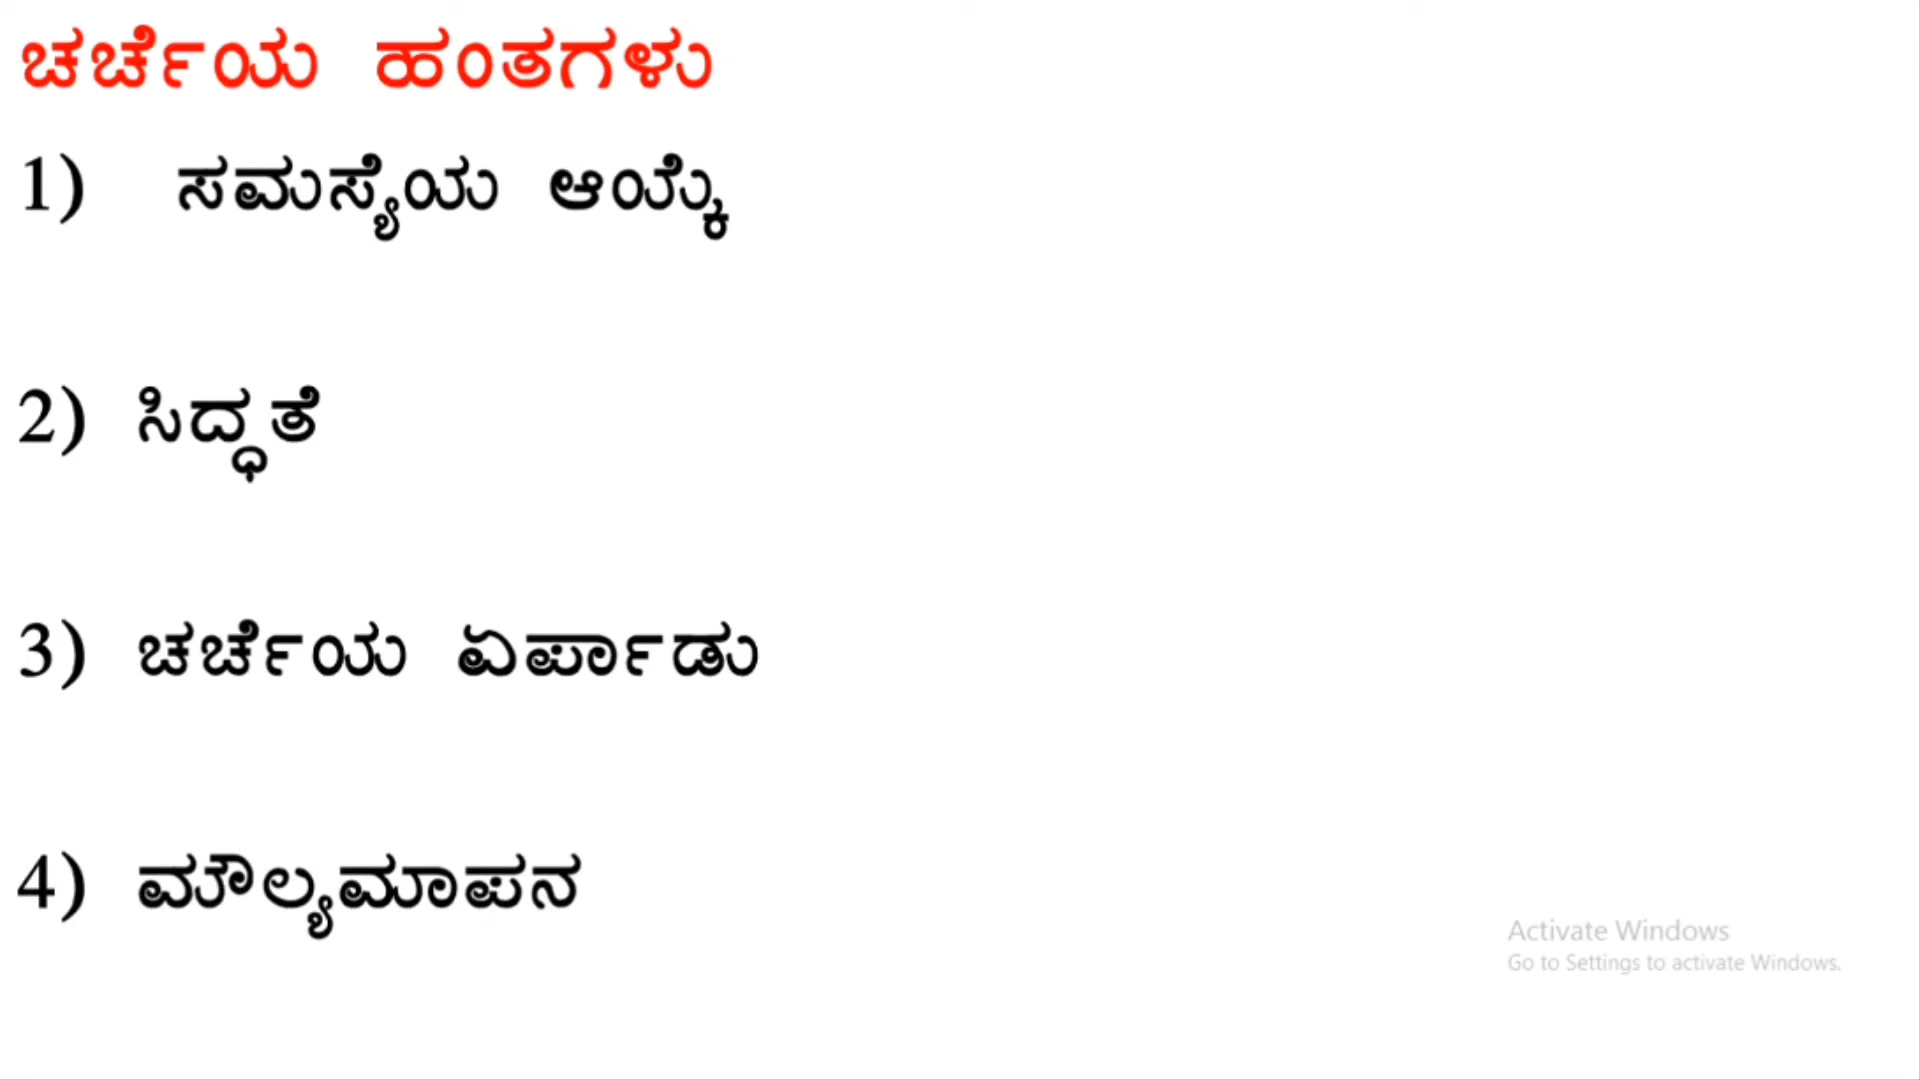 ಚರ್ಚೆಯ ಹಂತಗಳು
1) ಸಮಸ್ಯೆಯ ಆಯ್ಕೆ
2) ಸಿದ್ಧತೆ
3) ಚರ್ಚೆಯ ಏರ್ಪಾಡು
4) ಮೌಲ್ಯಮಾಪನ
Activate Windows
Go to Settings to activate Windows.